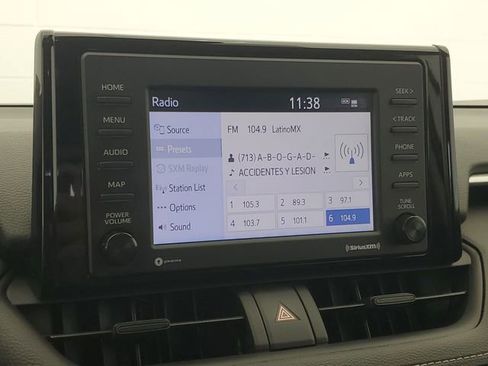 HOME
MENU
AUDIO
MAP
POWER
VOLUME
Radio
11:38
Source
Presets
SXM Replay
Station List
Options
Sound
FM 104.9 LatinoMX
(713) A-B-O-G-A-D-
ACCIDENTES Y LESION
1 105.3 2 89.3 3 97.1
4 103.7 5 101.1 6 104.9
SEEK >
< TRACK
PHONE
APPS
TUNE
SCROLL
SiriusXM